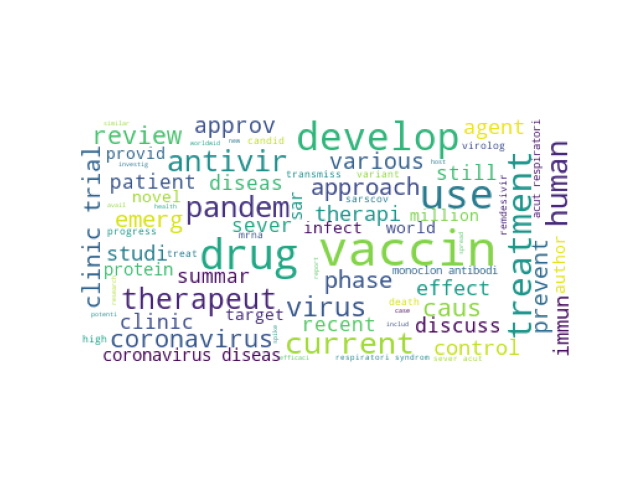 similar
review
approv
worldwid
new
candid
develop
agent
virolog
acut respiratori
provid
investig
antivir
various
transmiss
variant
host
still
patient
diseas
approach
use
remdesivir
treatment
human
clinic trial
novel
emerg
pandem
sar
sarscov
therapi
million
avail
progress
sever
infect
world
mrna
studi
treat
drug
vaccin
spread
prevent
author
protein
summar
report
phase
monoclon antibodi
effect
research
therapeut
target
virus
death
case
caus
immun
potenti
health
clinic
recent
includ
discuss
high
coronavirus
spike
current
control
coronavirus diseas
efficaci
respiratori syndrom
sever acut